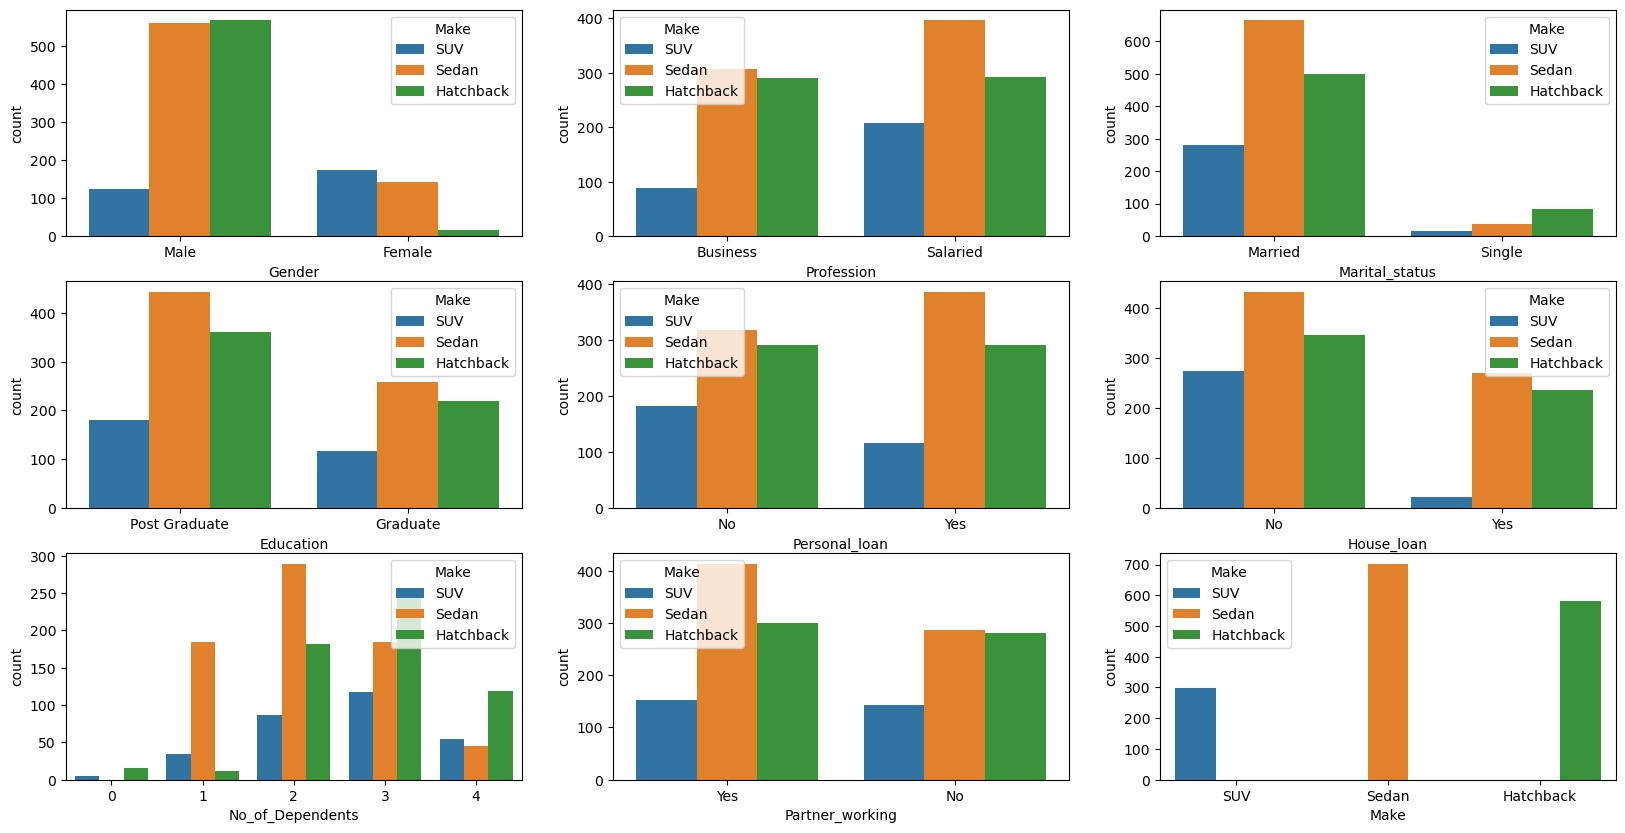 count
600
500
400
300
200
100
0
Make
SUV
Sedan
Hatchback
Male
Female
Gender
count
400
300
200
100
0
Make
SUV
Sedan
Hatchback
Business
Salaried
Profession
count
600
500
400
300
200
100
0
Make
SUV
Sedan
Hatchback
Married
Single
Marital_status
count
400
300
200
100
0
Make
SUV
Sedan
Hatchback
Post Graduate
Graduate
Education
count
400
300
200
100
0
Make
SUV
Sedan
Hatchback
No
Yes
Personal_loan
count
400
300
200
100
0
Make
SUV
Sedan
Hatchback
No
Yes
House_loan
count
300
250
200
150
100
50
0
Make
SUV
Sedan
Hatchback
0
1
2
3
4
No_of_Dependents
count
400
300
200
100
0
Make
SUV
Sedan
Hatchback
Yes
No
Partner_working
count
700
600
500
400
300
200
100
0
Make
SUV
Sedan
Hatchback
SUV
Sedan
Hatchback
Make